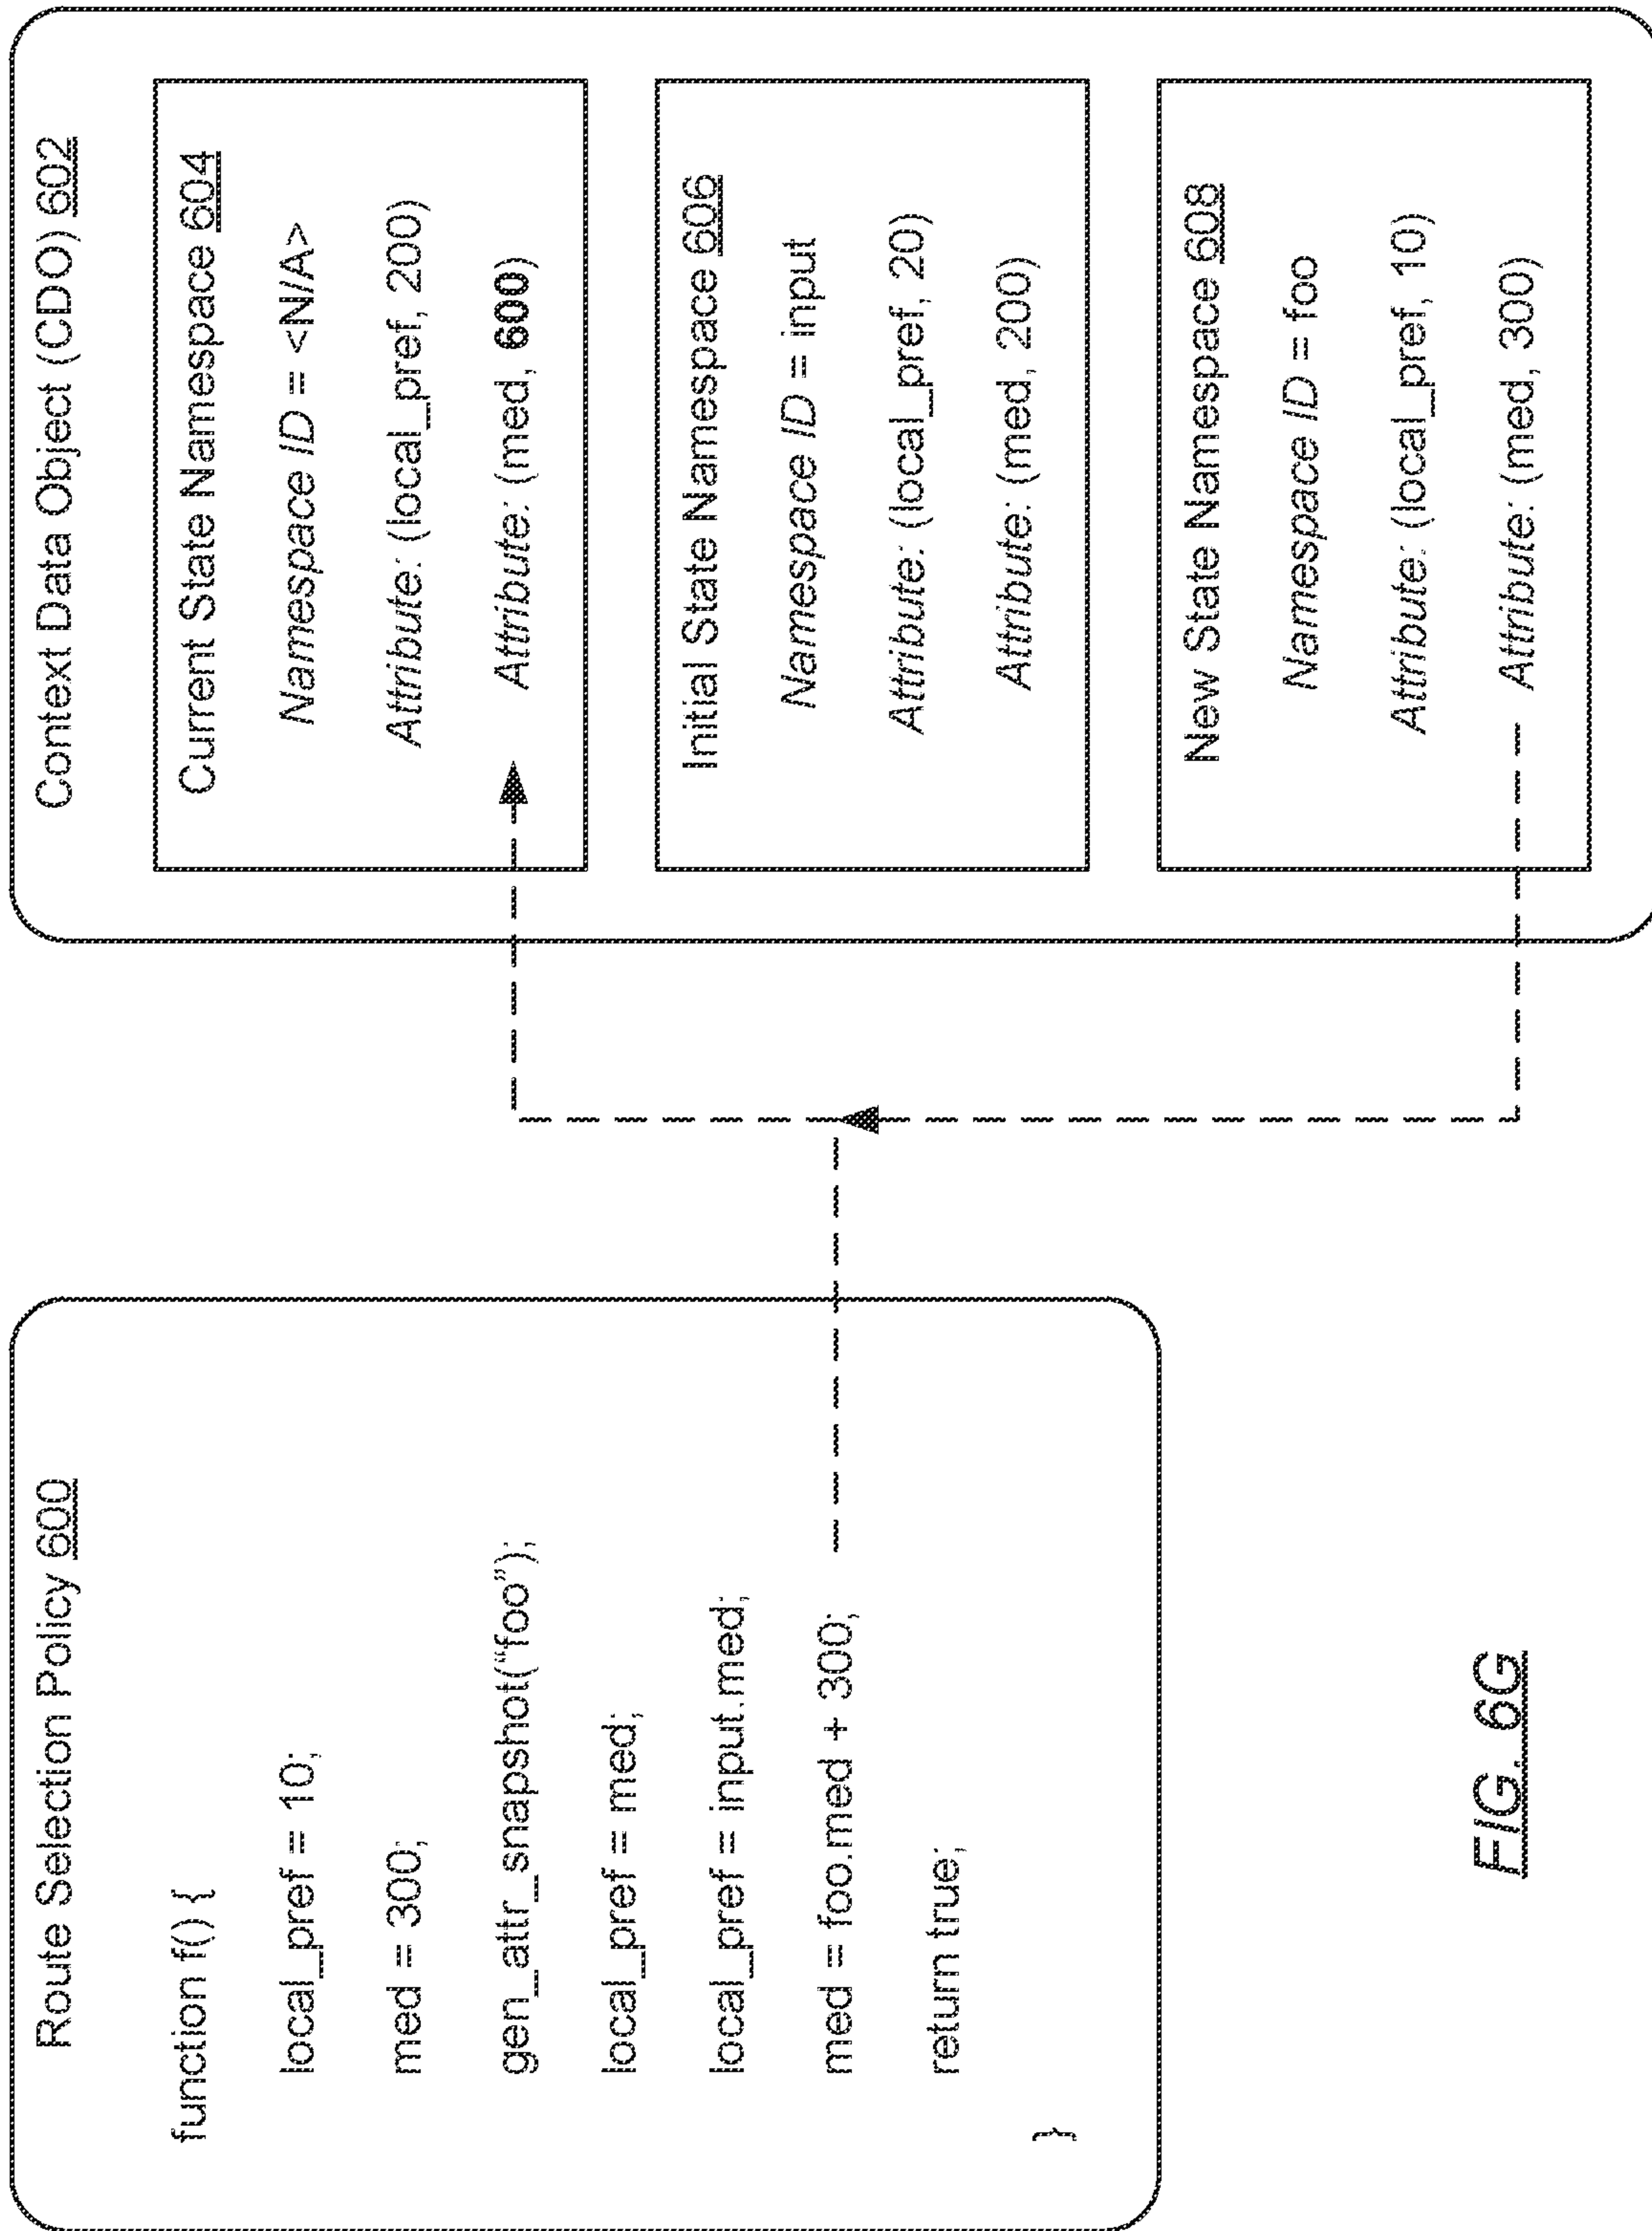 Route Selection Policy 600
function f() {
local_pref = 10;
med = 300;
gen_attr_snapshot(“foo”);
local_pref = med;
local_pref = input.med;
med = foo.med + 300;
return true;
}
Context Data Object (CDO) 602
Current State Namespace 604
Namespace ID = <N/A>
Attribute: (local_pref, 200)
Attribute: (med, 600)
Initial State Namespace 606
Namespace ID = input
Attribute: (local_pref, 20)
Attribute: (med, 200)
New State Namespace 608
Namespace ID = foo
Attribute: (local_pref, 10)
Attribute: (med, 300)
FIG. 6G